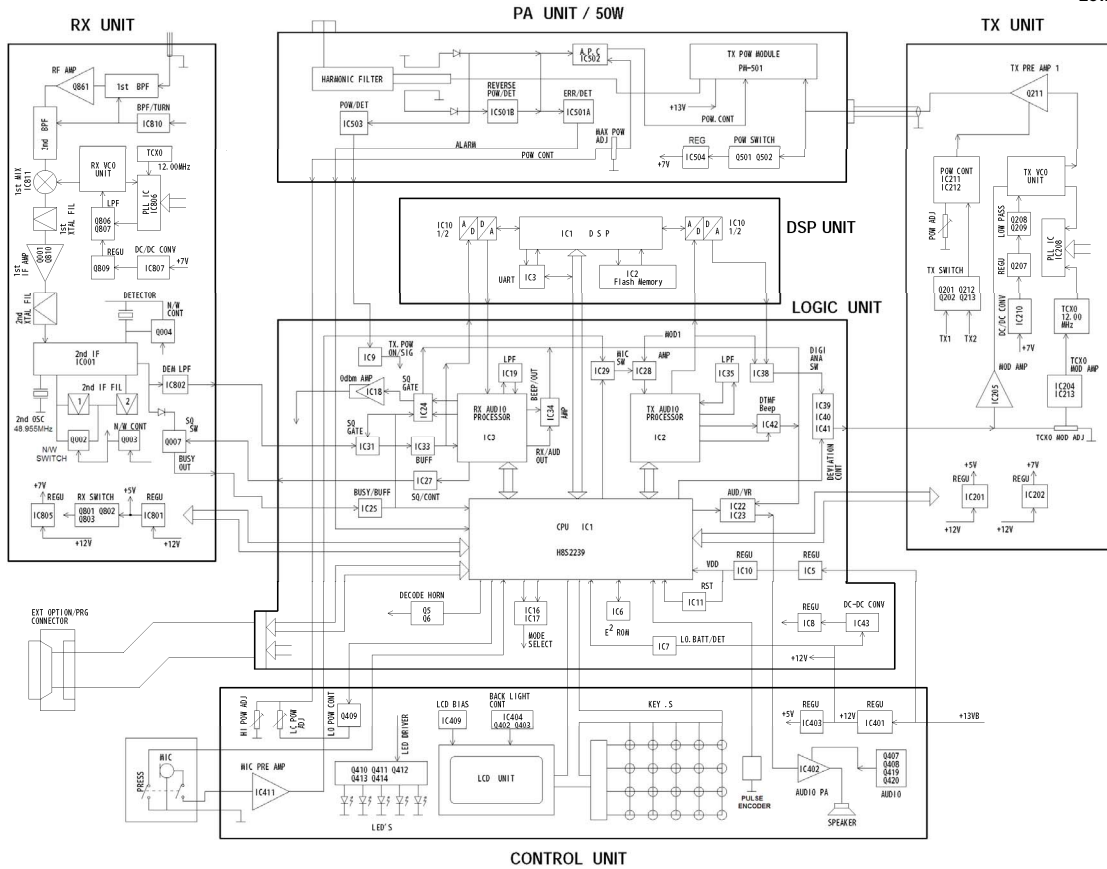 PA UNIT / 50W
RX UNIT
TX UNIT
RF AMP
Q861
1st BPF
2nd BPF
BPF/TURN
IC810
1st MIX
IC811
RX VCO
UNIT
TCXO
12.00MHz
PLL IC
IC806
1st
XTAL FIL
LPF
Q806
Q807
1st
IF AMP
Q001
Q810
REGU
Q809
DC/DC CONV
IC807
+7V
2nd
XTAL FIL
DETECTOR
N/W
CONT
Q004
2nd IF
IC001
DEM LPF
IC802
2nd IF FIL
1
2
2nd OSC
48.955MHz
Q002
N/W CONT
Q003
N/W
SWITCH
SQ
SW
Q007
BUSY
OUT
+7V
REGU
IC805
RX SWITCH
Q801 Q802
Q803
+5V
REGU
IC801
+12V
+12V
HARMONIC FILTER
A.P.C
IC502
TX POW MODULE
PM-501
REVERSE
POW/DET
IC501B
ERR/DET
IC501A
POW/DET
IC503
+13V
POW.CONT
ALARM
POW CONT
MAX POW
ADJ
REG
IC504
+7V
POW SWITCH
Q501 Q502
TX PRE AMP 1
Q211
POW CONT
IC211
IC212
POW ADJ
TX VCO
UNIT
LOW PASS
Q208
Q209
PLL IC
IC208
REGU
Q207
TX SWITCH
Q201 Q212
Q202 Q213
TX1
TX2
DC/DC CONV
IC210
+7V
TCXO
12.00
MHz
TCXO
MOD AMP
IC204
IC213
MOD AMP
IC205
TCXO MOD ADJ
+5V
REGU
IC201
+12V
+7V
REGU
IC202
+12V
DSP UNIT
IC10
1/2
A
D
D
A
IC1 D S P
A
D
D
A
IC10
1/2
UART
IC3
IC2
Flash Memory
LOGIC UNIT
IC9
TX.POW
ON/SIG
0dbm AMP
IC18
SQ
GATE
IC24
LPF
IC19
BEEP/OUT
RX AUDIO
PROCESSOR
IC3
IC34
AMP
RX/AUD
OUT
SQ
GATE
IC31
IC33
BUFF
IC27
SQ/CONT
BUSY/BUFF
IC25
MOD1
IC29
MIC
SW
IC28
AMP
LPF
IC35
IC38
DIGI
ANA
SW
TX AUDIO
PROCESSOR
IC2
DTMF
Beep
IC42
IC39
IC40
IC41
DEVIATION
CONT
CPU IC1
H8S2239
AUD/VR
IC22
IC23
VDD
REGU
IC10
REGU
IC5
RST
IC11
DECODE HORN
Q5
Q6
IC16
IC17
MODE
SELECT
IC6
E2 ROM
IC7
LO.BATT/DET
REGU
IC8
DC-DC CONV
IC43
+12V
EXT OPTION/PRG
CONNECTOR
HI POW ADJ
LC POW
ADJ
LO POW CONT
Q409
LED DRIVER
LCD BIAS
IC409
BACK LIGHT
CONT
IC404
Q402 Q403
KEY .S
+5V
REGU
IC403
+12V
REGU
IC401
+13VB
PRESS
MIC
MIC PRE AMP
IC411
Q410 Q411 Q412
Q413 Q414
LED'S
LCD UNIT
PULSE
ENCODER
IC402
AUDIO PA
SPEAKER
Q407
Q408
Q419
Q420
AUDIO
CONTROL UNIT